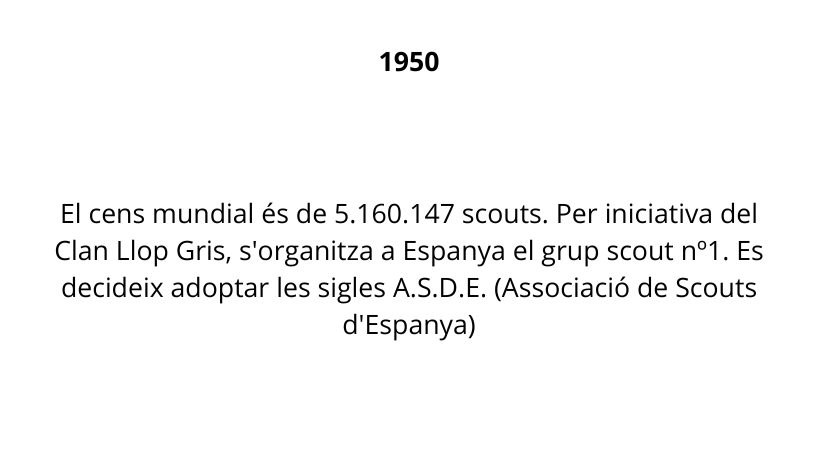 1950
El cens mundial és de 5.160.147 scouts. Per iniciativa del
Clan Llop Gris, s'organitza a Espanya el grup scout nº1. Es
decideix adoptar les sigles A.S.D.E. (Associació de Scouts
d'Espanya)